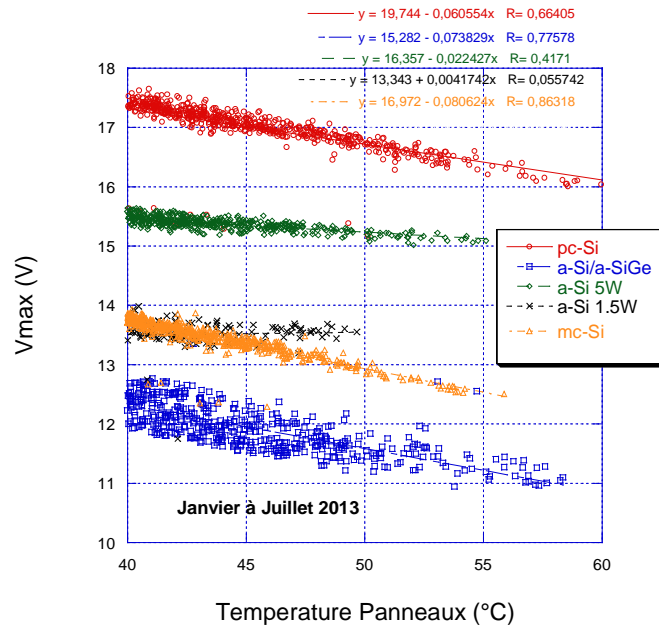 y = 19,744 - 0,060554x R= 0,66405
y = 15,282 - 0,073829x R= 0,77578
y = 16,357 - 0,022427x R= 0,4171
y = 13,343 + 0,0041742x R= 0,055742
y = 16,972 - 0,080624x R= 0,86318
18
17
16
15
14
13
12
11
10
Vmax (V)
pc-Si
a-Si/a-SiGe
a-Si 5W
a-Si 1.5W
mc-Si
Janvier à Juillet 2013
40 45 50 55 60
Temperature Panneaux (°C)